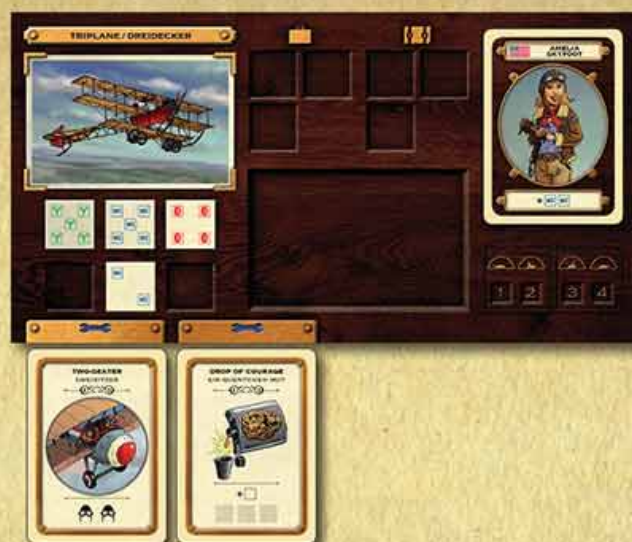 TRIPLANE / DREIDECKER
AMELIA
SKYFOOT
1 2 3 4
TWO-SEATER
ZWEISITZER
DROP OF COURAGE
EIN QUENTCHEN MUT